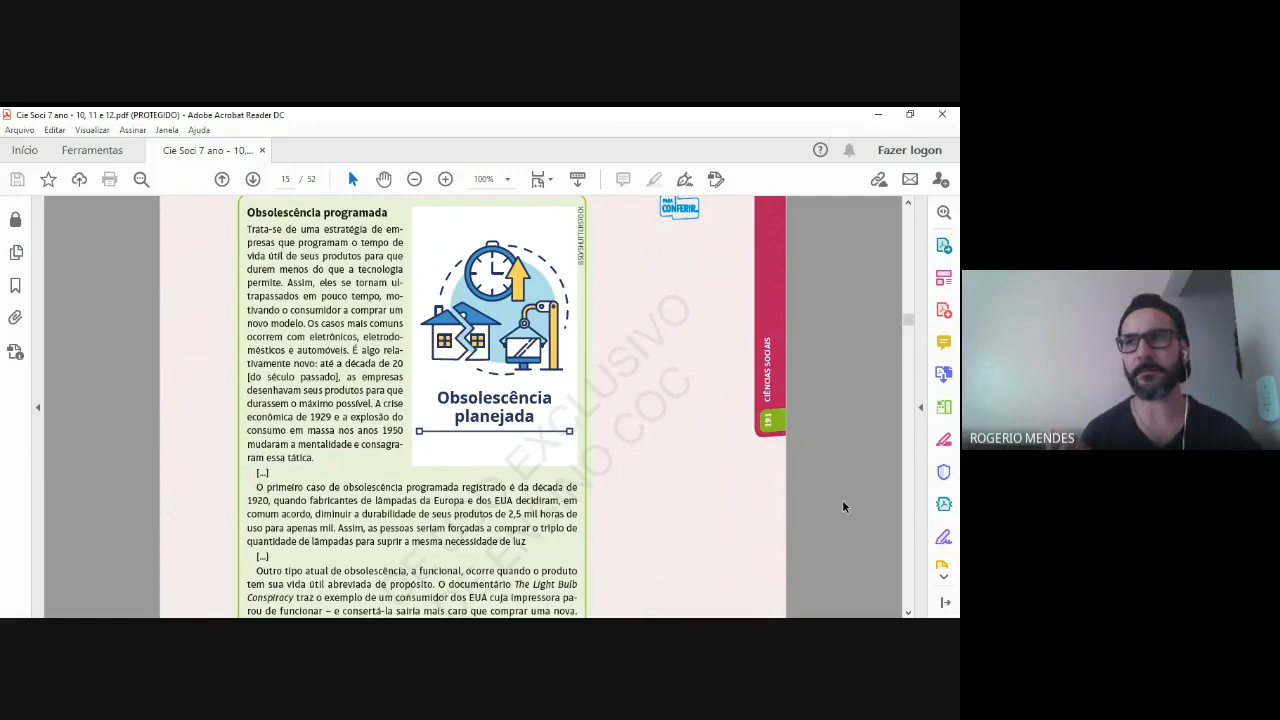 Cie Soci 7 ano - 10, 11 e 12.pdf (PROTEGIDO) - Adobe Acrobat Reader DC
Arquivo Editar Visualizar Assinar Janela Ajuda
Início Ferramentas Cie Soci 7 ano - 10,... × Fazer logon
15 / 52 100%
PARA
CONFERIR...
Obsolescência programada
Trata-se de uma estratégia de em-
presas que programam o tempo de
vida útil de seus produtos para que
durem menos do que a tecnologia
permite. Assim, eles se tornam ul-
trapassados em pouco tempo, mo-
tivando o consumidor a comprar um
novo modelo. Os casos mais comuns
ocorrem com eletrônicos, eletrodo-
mésticos e automóveis. É algo rela-
tivamente novo: até a década de 20
[do século passado], as empresas
desenhavam seus produtos para que
durassem o máximo possível. A crise
econômica de 1929 e a explosão do
consumo em massa nos anos 1950
mudaram a mentalidade e consagra-
ram essa tática.
BSD/SHUTTERSTOCK
Obsolescência
planejada
[...]
O primeiro caso de obsolescência programada registrado é da década de
1920, quando fabricantes de lâmpadas da Europa e dos EUA decidiram, em
comum acordo, diminuir a durabilidade de seus produtos de 2,5 mil horas de
uso para apenas mil. Assim, as pessoas seriam forçadas a comprar o triplo de
quantidade de lâmpadas para suprir a mesma necessidade de luz
[...]
Outro tipo atual de obsolescência, a funcional, ocorre quando o produto
tem sua vida útil abreviada de propósito. O documentário The Light Bulb
Conspiracy traz o exemplo de um consumidor dos EUA cuja impressora pa-
rou de funcionar – e consertá-la sairia mais caro que comprar uma nova.
CIÊNCIAS SOCIAIS
191
EXCLUSIVO
COC
ROGERIO MENDES